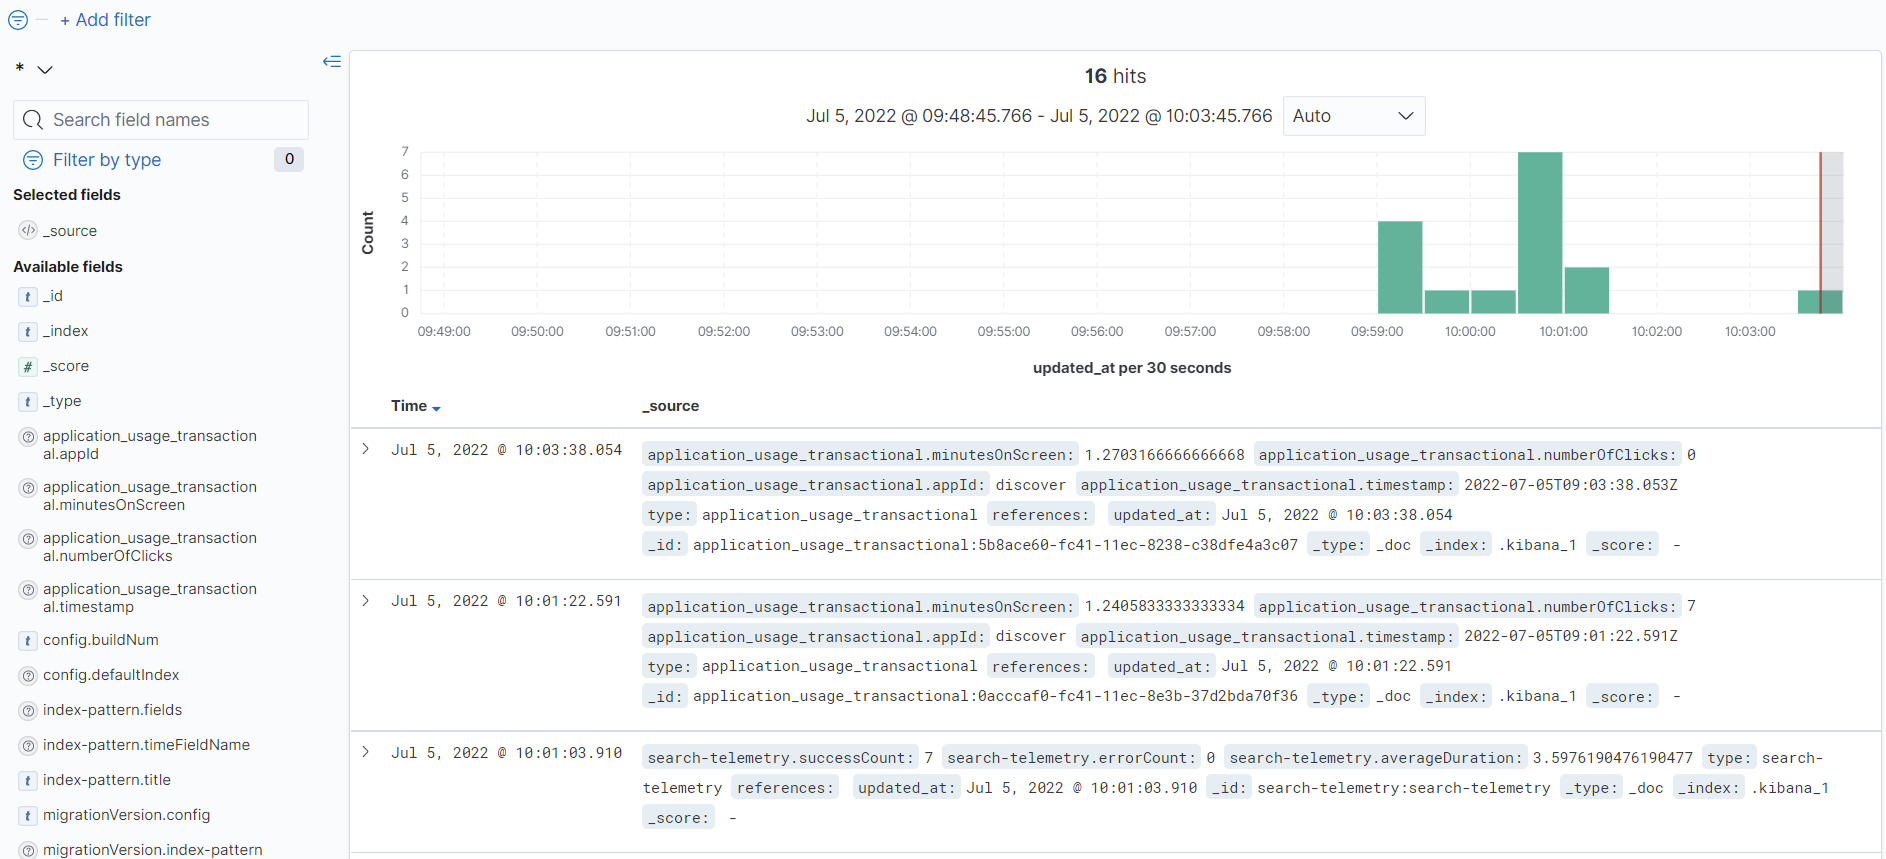 + Add filter
*
Search field names
Filter by type 0
Selected fields
</> _source
Available fields
t _id
t _index
# _score
t _type
? application_usage_transaction
al.appId
? application_usage_transaction
al.minutesOnScreen
? application_usage_transaction
al.numberOfClicks
? application_usage_transaction
al.timestamp
t config.buildNum
? config.defaultIndex
? index-pattern.fields
? index-pattern.timeFieldName
t index-pattern.title
t migrationVersion.config
? migrationVersion.index-pattern
16 hits
Jul 5, 2022 @ 09:48:45.766 - Jul 5, 2022 @ 10:03:45.766 Auto
Count
7
6
5
4
3
2
1
0
09:49:00 09:50:00 09:51:00 09:52:00 09:53:00 09:54:00 09:55:00 09:56:00 09:57:00 09:58:00 09:59:00 10:00:00 10:01:00 10:02:00 10:03:00
updated_at per 30 seconds
Time _source
Jul 5, 2022 @ 10:03:38.054 application_usage_transactional.minutesOnScreen: 1.2703166666666668 application_usage_transactional.numberOfClicks: 0
application_usage_transactional.appId: discover application_usage_transactional.timestamp: 2022-07-05T09:03:38.053Z
type: application_usage_transactional references: updated_at: Jul 5, 2022 @ 10:03:38.054
_id: application_usage_transactional:5b8ace60-fc41-11ec-8238-c38dfe4a3c07 _type: _doc _index: .kibana_1 _score: -
Jul 5, 2022 @ 10:01:22.591 application_usage_transactional.minutesOnScreen: 1.2405833333333334 application_usage_transactional.numberOfClicks: 7
application_usage_transactional.appId: discover application_usage_transactional.timestamp: 2022-07-05T09:01:22.591Z
type: application_usage_transactional references: updated_at: Jul 5, 2022 @ 10:01:22.591
_id: application_usage_transactional:0acccaf0-fc41-11ec-8e3b-37d2bda70f36 _type: _doc _index: .kibana_1 _score: -
Jul 5, 2022 @ 10:01:03.910 search-telemetry.successCount: 7 search-telemetry.errorCount: 0 search-telemetry.averageDuration: 3.5976190476190477 type: search-
telemetry references: updated_at: Jul 5, 2022 @ 10:01:03.910 _id: search-telemetry:search-telemetry _type: _doc _index: .kibana_1
_score: -